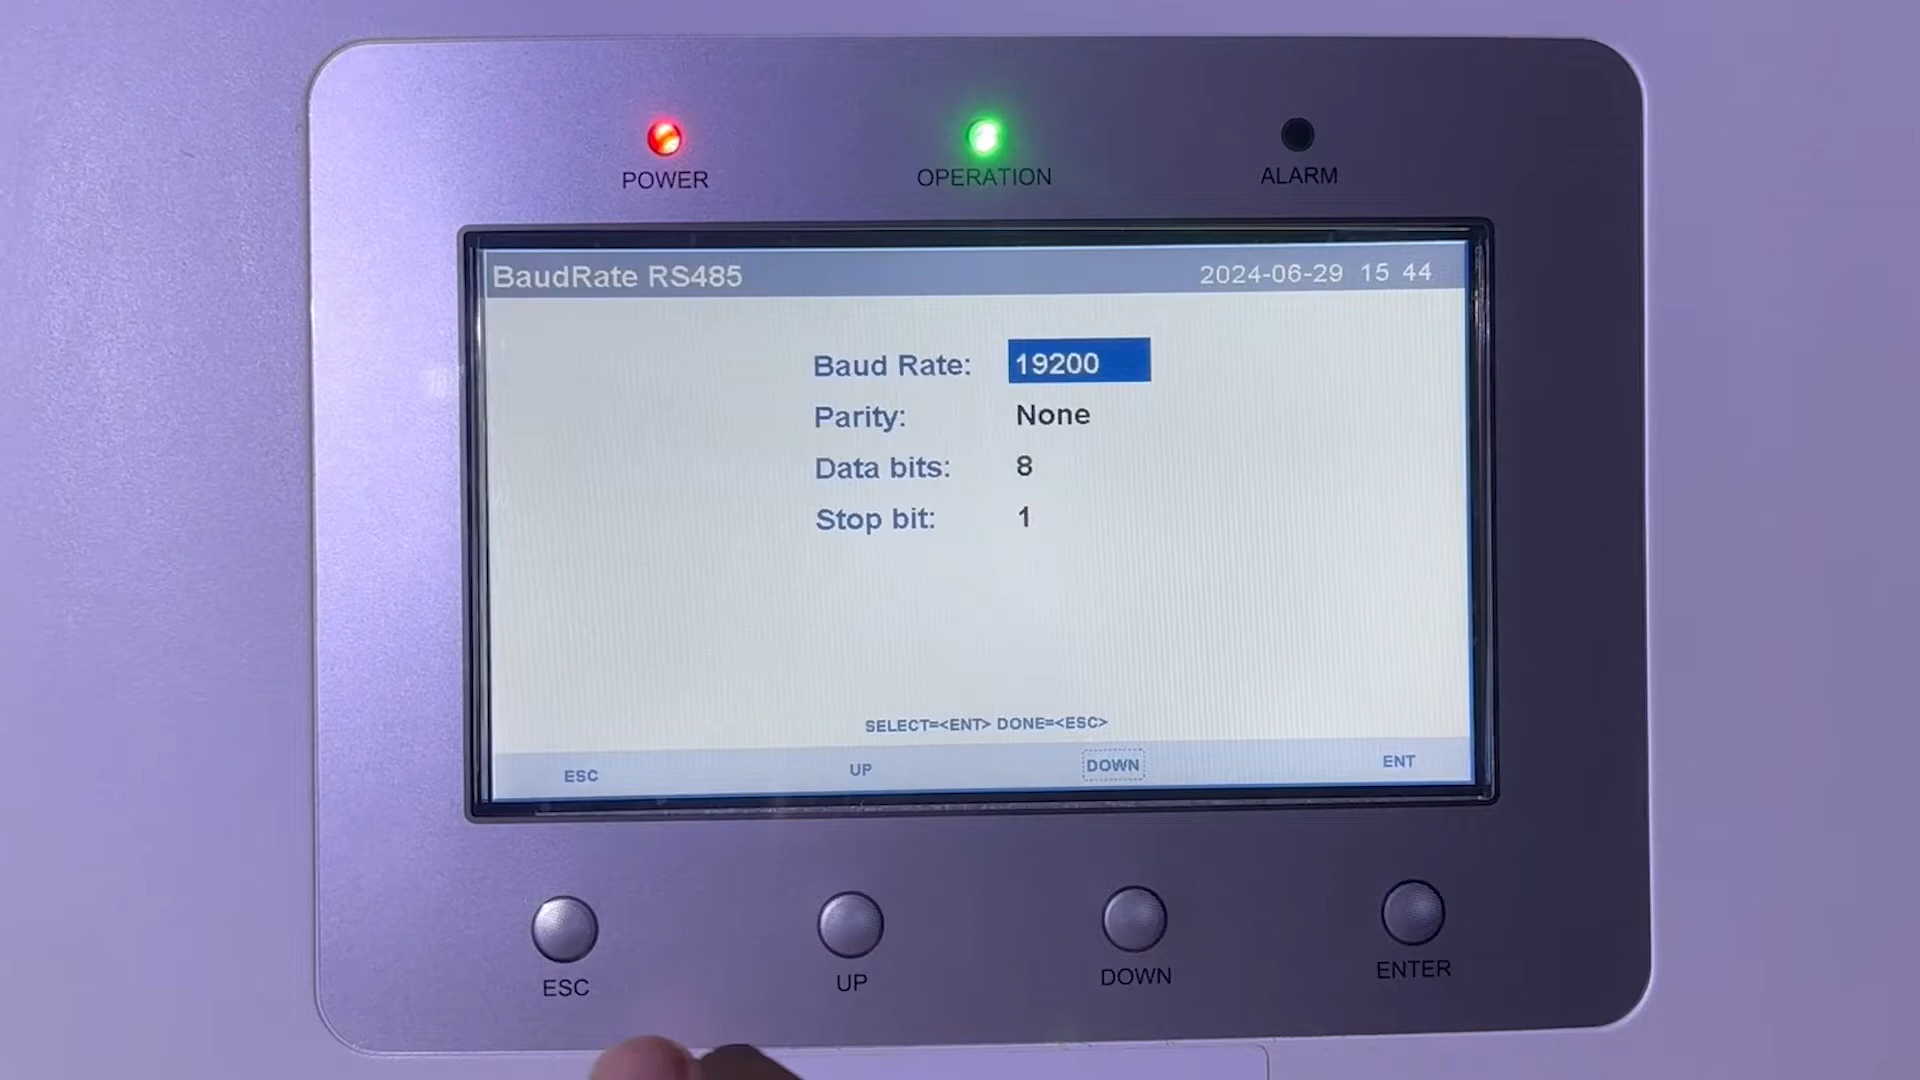 POWER OPERATION ALARM
BaudRate RS485 2024-06-29 15 44
Baud Rate: 19200
Parity: None
Data bits: 8
Stop bit: 1
SELECT=<ENT> DONE=<ESC>
ESC UP DOWN ENT
ESC UP DOWN ENTER